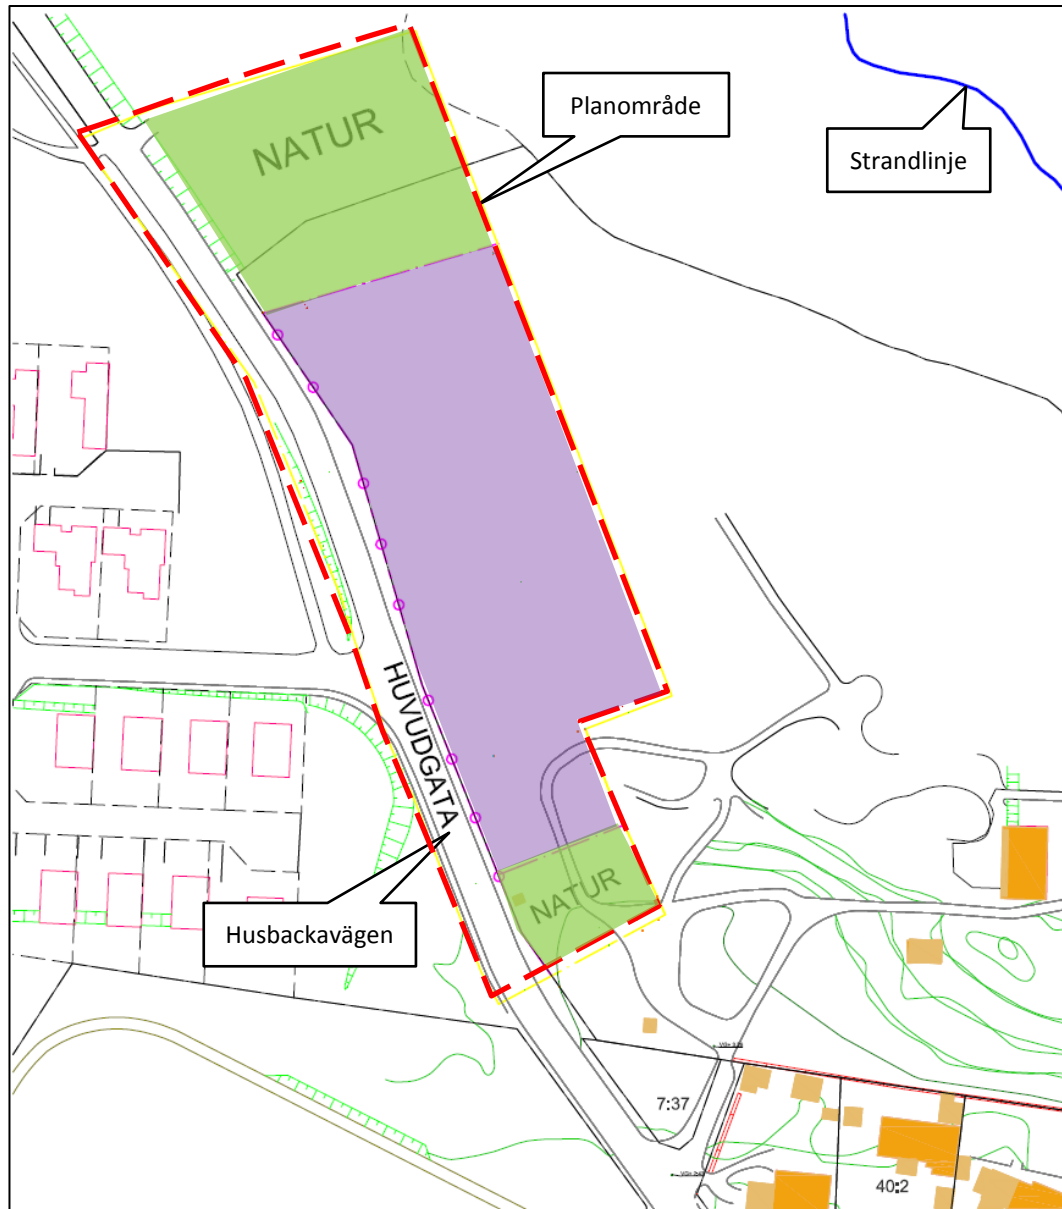 NATUR
Planområde
Strandlinje
HUVUDGATA
NATUR
Husbackavägen
7:37
40:2